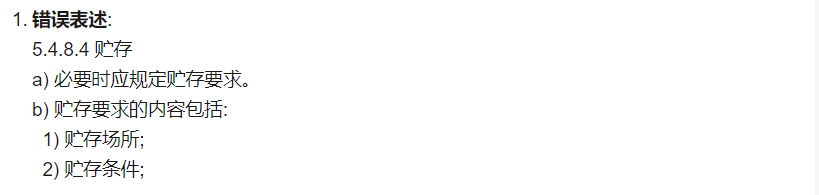 1. 错误表述:
5.4.8.4 贮存
a) 必要时应规定贮存要求。
b) 贮存要求的内容包括:
1) 贮存场所;
2) 贮存条件;